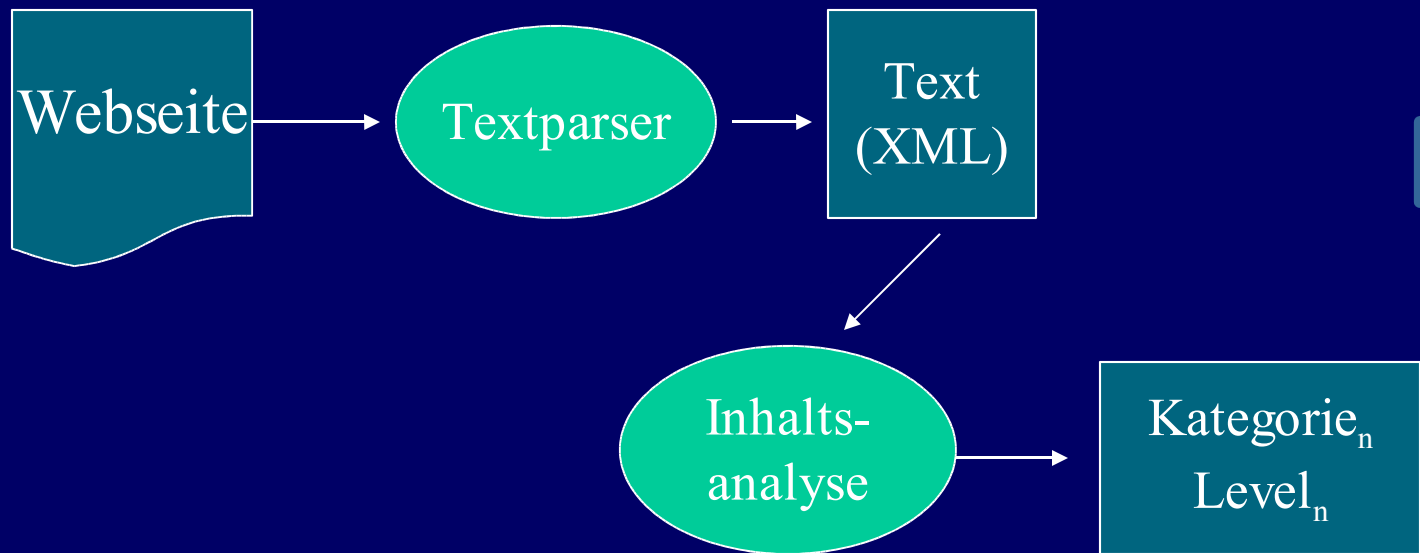 Webseite
Textparser
Text
(XML)
Inhalts-
analyse
Kategorieₙ
Levelₙ